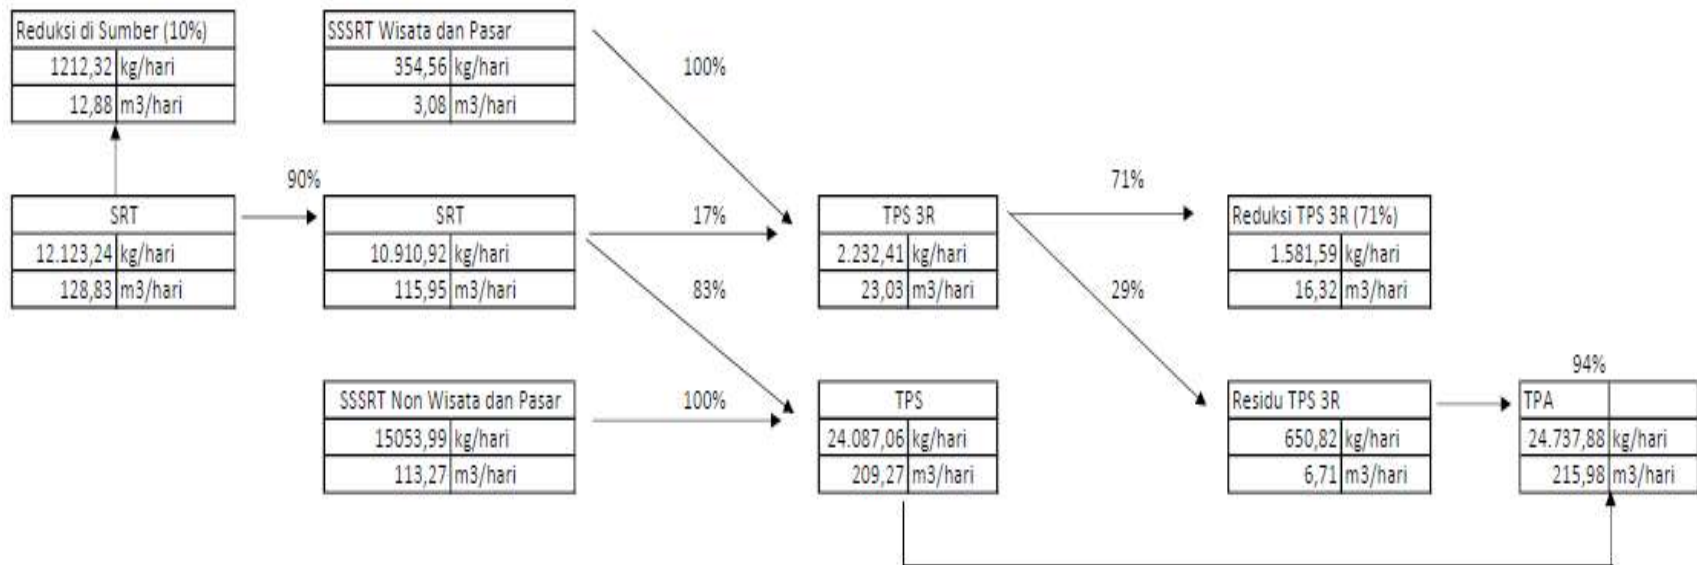 Reduksi di Sumber (10%)
1212,32 kg/hari
12,88 m3/hari
SSSRT Wisata dan Pasar
354,56 kg/hari
3,08 m3/hari
100%
90%
SRT
12.123,24 kg/hari
128,83 m3/hari
SRT
10.910,92 kg/hari
115,95 m3/hari
17%
83%
TPS 3R
2.232,41 kg/hari
23,03 m3/hari
71%
29%
Reduksi TPS 3R (71%)
1.581,59 kg/hari
16,32 m3/hari
SSSRT Non Wisata dan Pasar
15053,99 kg/hari
113,27 m3/hari
100%
TPS
24.087,06 kg/hari
209,27 m3/hari
Residu TPS 3R
650,82 kg/hari
6,71 m3/hari
94%
TPA
24.737,88 kg/hari
215,98 m3/hari